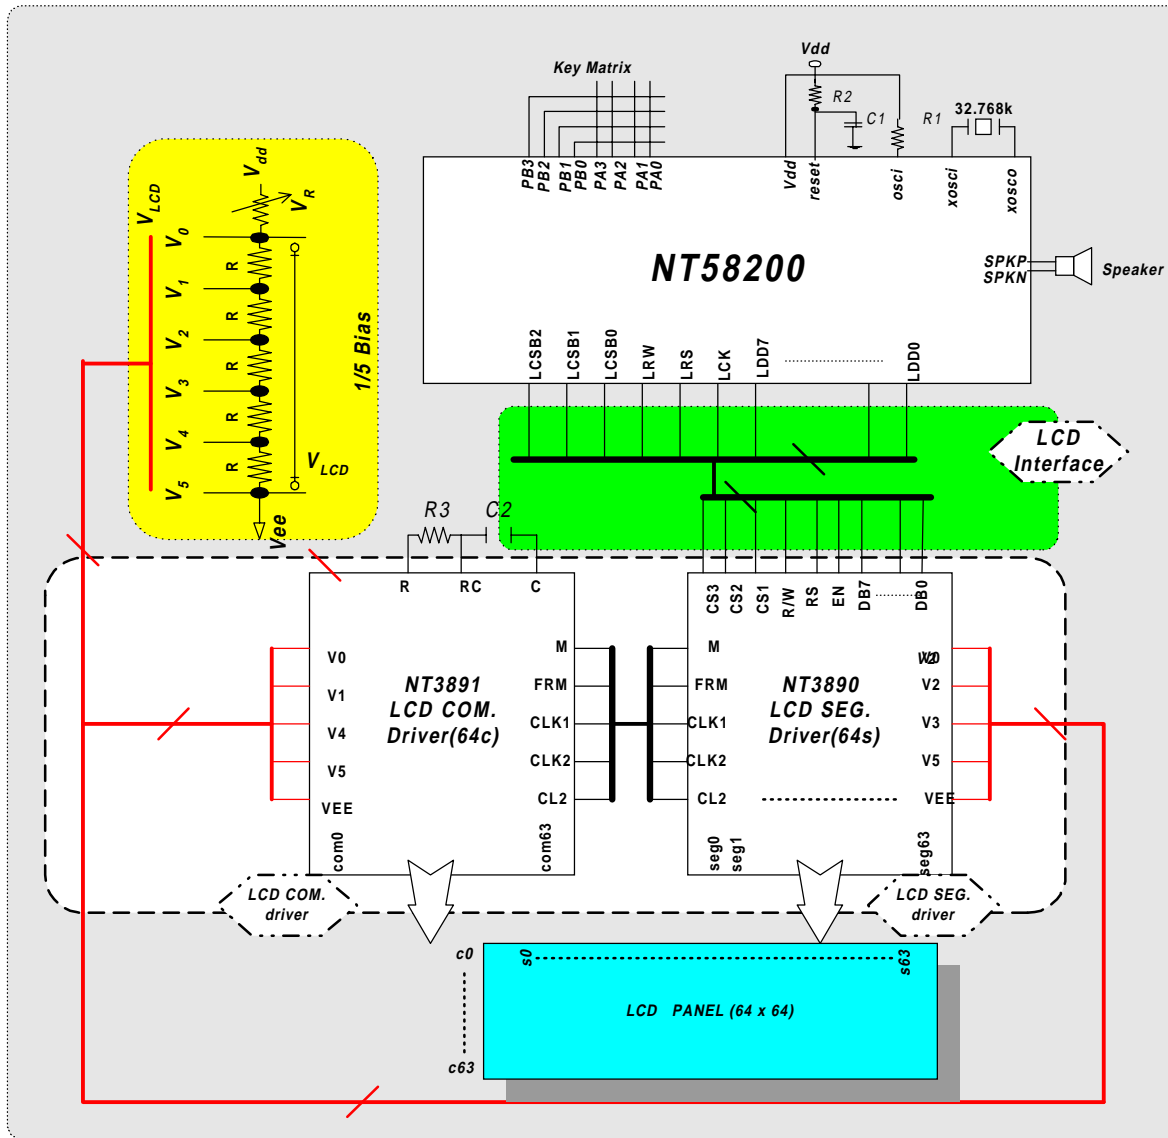 Vdd
Key Matrix
R2
C1
R1
32.768k
PB3
PB2
PB1
PB0
PA3
PA2
PA1
PA0
Vdd
reset
osci
xosci
xosco
NT58200
SPKP
SPKN
Speaker
LCSB2
LCSB1
LCSB0
LRW
LRS
LCK
LDD7
LDD0
Vdd
VR
VLCD
V0
V1
V2
V3
V4
V5
R
R
R
R
R
VLCD
1/5 Bias
Vee
LCD
Interface
R3
C2
R
RC
C
V0
V1
V4
V5
VEE
NT3891
LCD COM.
Driver(64c)
M
FRM
CLK1
CLK2
CL2
com0
com63
CS3
CS2
CS1
R/W
RS
EN
DB7
DB0
M
FRM
CLK1
CLK2
CL2
NT3890
LCD SEG.
Driver(64s)
V0
V2
V3
V5
VEE
seg0
seg1
seg63
LCD COM.
driver
LCD SEG.
driver
c0
c63
s0
s63
LCD PANEL (64 x 64)